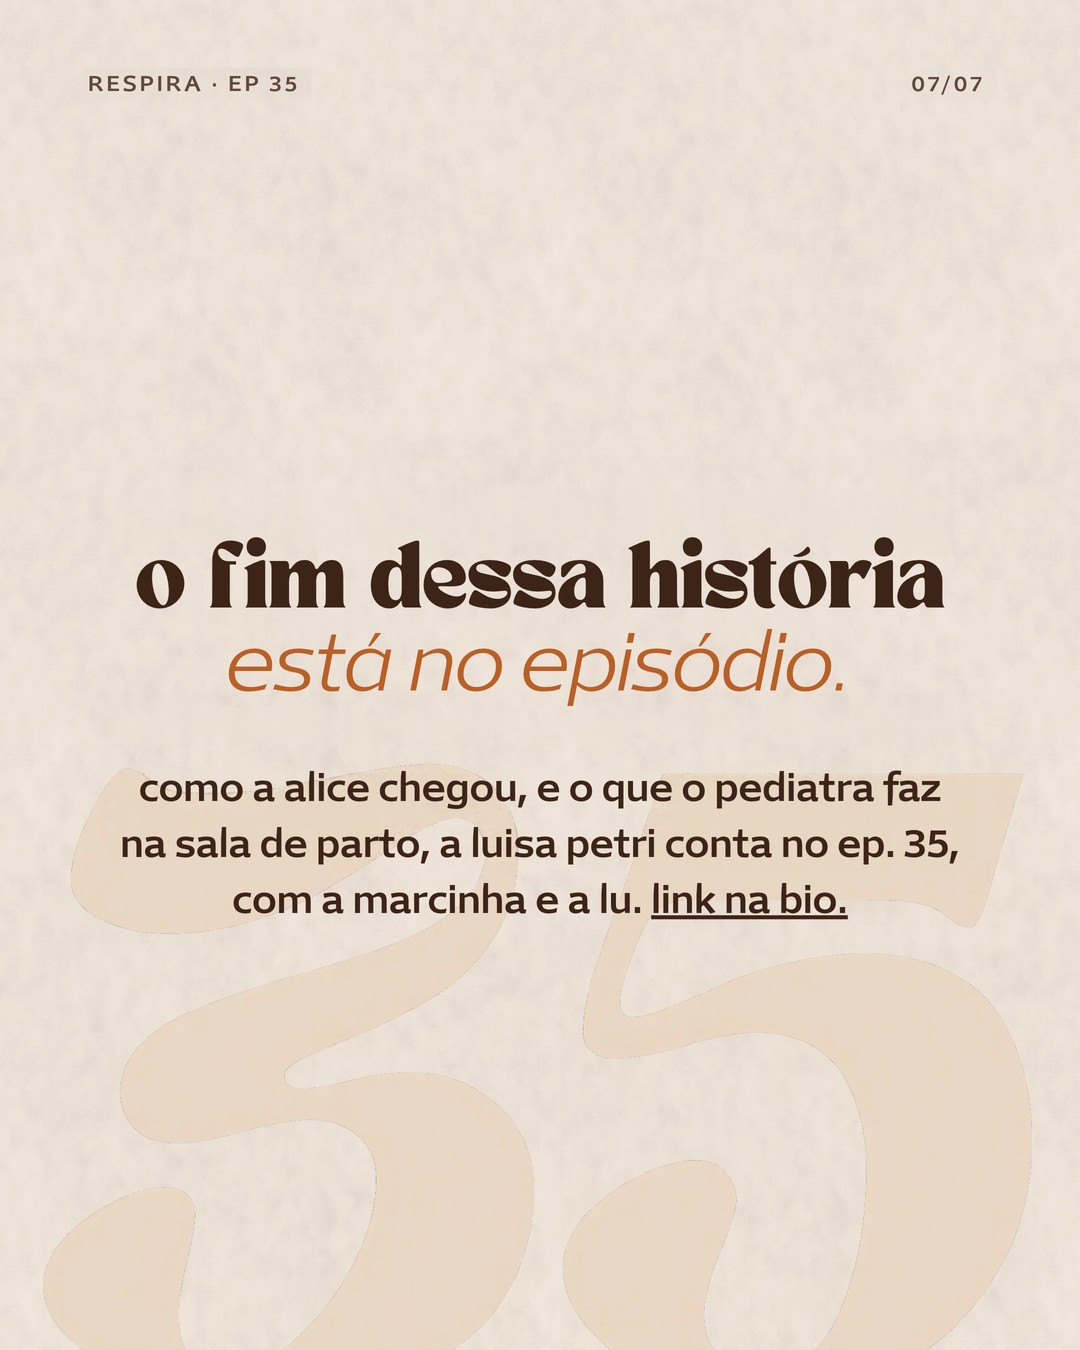 RESPIRA · EP 35
07/07
o fim dessa história
está no episódio.
como a alice chegou, e o que o pediatra faz
na sala de parto, a luisa petri conta no ep. 35,
com a marcinha e a lu. link na bio.
35